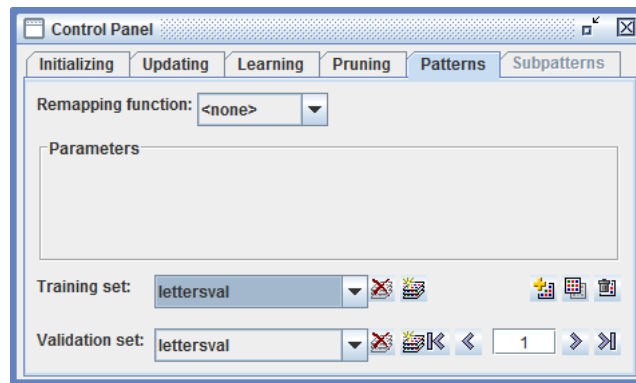 Control Panel
Initializing Updating Learning Pruning Patterns Subpatterns
Remapping function: <none>
Parameters
Training set: lettersval
Validation set: lettersval 1